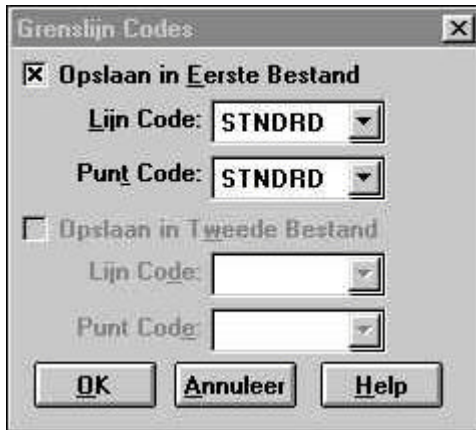 Grenslijn Codes
Opslaan in Eerste Bestand
Lijn Code: STNDRD
Punt Code: STNDRD
Opslaan in Tweede Bestand
Lijn Code:
Punt Code:
OK Annuleer Help